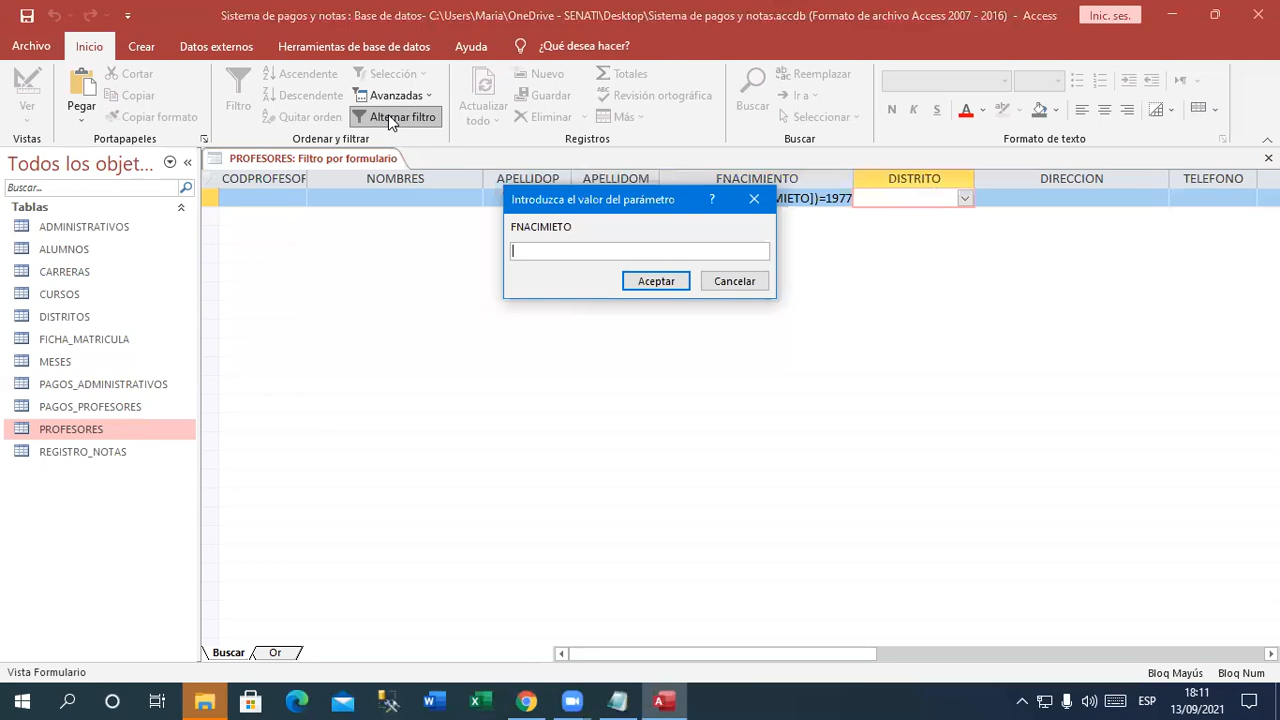 Sistema de pagos y notas : Base de datos- C:\Users\Maria\OneDrive - SENATI\Desktop\Sistema de pagos y notas.accdb (Formato de archivo Access 2007 - 2016) - Access
Inic. ses.
Archivo Inicio Crear Datos externos Herramientas de base de datos Ayuda ¿Qué desea hacer?
Ver
Pegar
Cortar
Copiar
Copiar formato
Filtro
Ascendente
Descendente
Quitar orden
Selección
Avanzadas
Alternar filtro
Actualizar
todo
Nuevo
Guardar
Eliminar
Totales
Revisión ortográfica
Más
Buscar
Reemplazar
Ir a
Seleccionar
N K S
Vistas Portapapeles Ordenar y filtrar Registros Buscar Formato de texto
Todos los objet...
Buscar...
Tablas
ADMINISTRATIVOS
ALUMNOS
CARRERAS
CURSOS
DISTRITOS
FICHA_MATRICULA
MESES
PAGOS_ADMINISTRATIVOS
PAGOS_PROFESORES
PROFESORES
REGISTRO_NOTAS
PROFESORES: Filtro por formulario
CODPROFESOR NOMBRES APELLIDOP APELLIDOM FNACIMIENTO DISTRITO DIRECCION TELEFONO
MIETO])=1977
Introduzca el valor del parámetro
FNACIMIETO
Aceptar Cancelar
Buscar Or
Vista Formulario
Bloq Mayús Bloq Num
ESP
18:11
13/09/2021